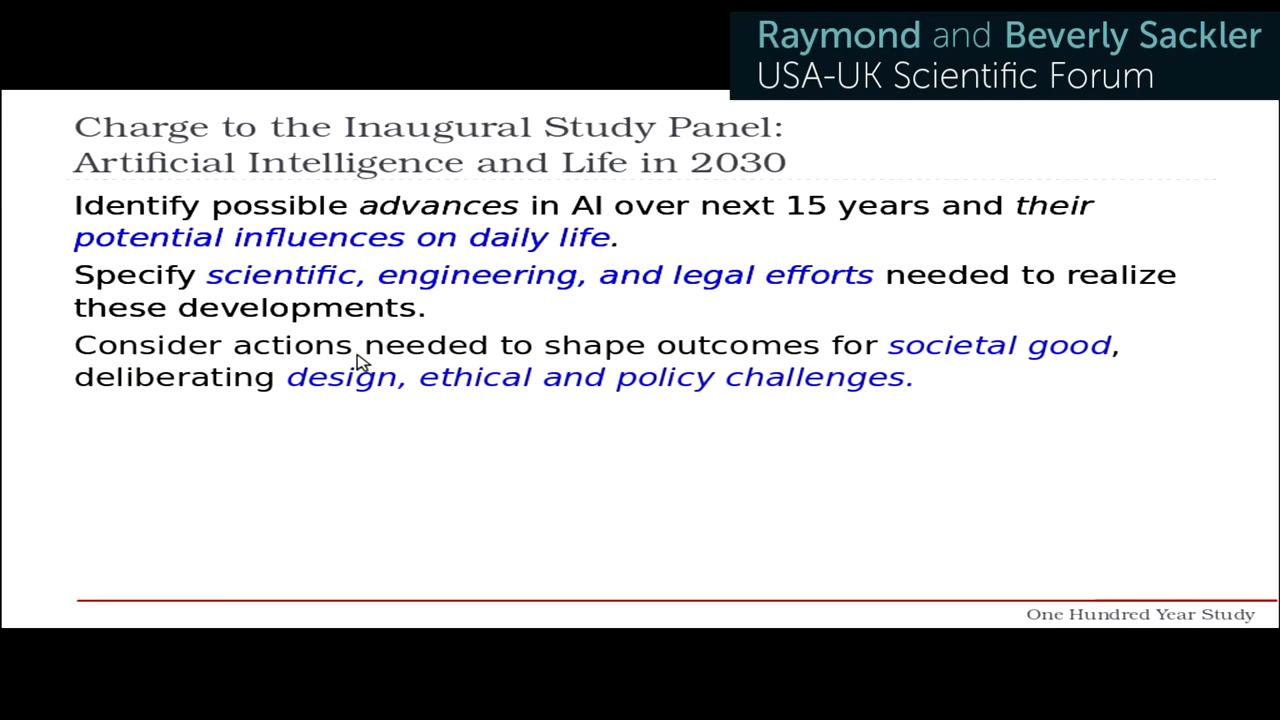 Raymond and Beverly Sackler
USA-UK Scientific Forum
Charge to the Inaugural Study Panel:
Artificial Intelligence and Life in 2030
Identify possible advances in AI over next 15 years and their
potential influences on daily life.
Specify scientific, engineering, and legal efforts needed to realize
these developments.
Consider actions needed to shape outcomes for societal good,
deliberating design, ethical and policy challenges.
One Hundred Year Study